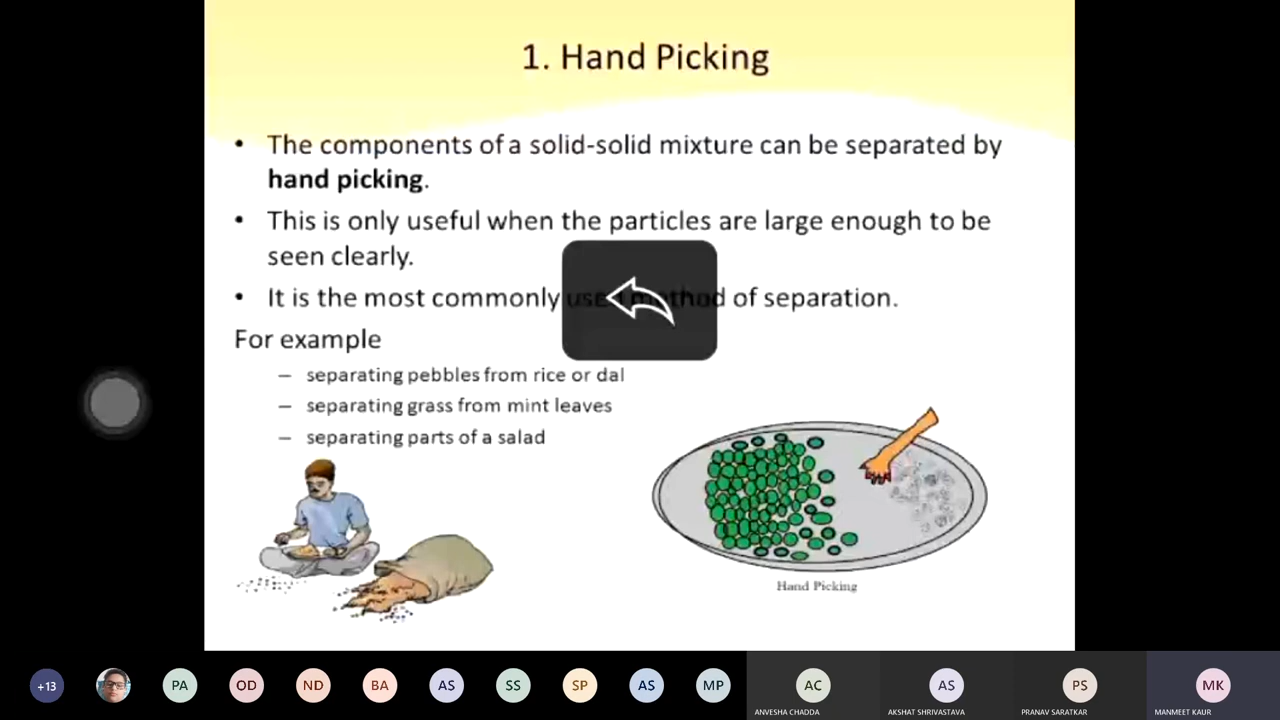 1. Hand Picking
• The components of a solid-solid mixture can be separated by
hand picking.
• This is only useful when the particles are large enough to be
seen clearly.
• It is the most commonly used method of separation.
For example
– separating pebbles from rice or dal
– separating grass from mint leaves
– separating parts of a salad
Hand Picking
+13
PA
OD
ND
BA
AS
SS
SP
AS
MP
AC
AS
PS
MK
ANVESHA CHADDA
AKSHAT SHRIVASTAVA
PRANAV SARATKAR
MANMEET KAUR